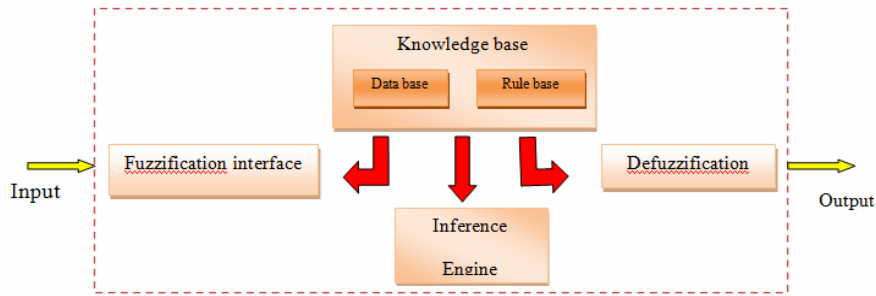 Knowledge base
Data base
Rule base
Fuzzification interface
Defuzzification
Input
Output
Inference
Engine